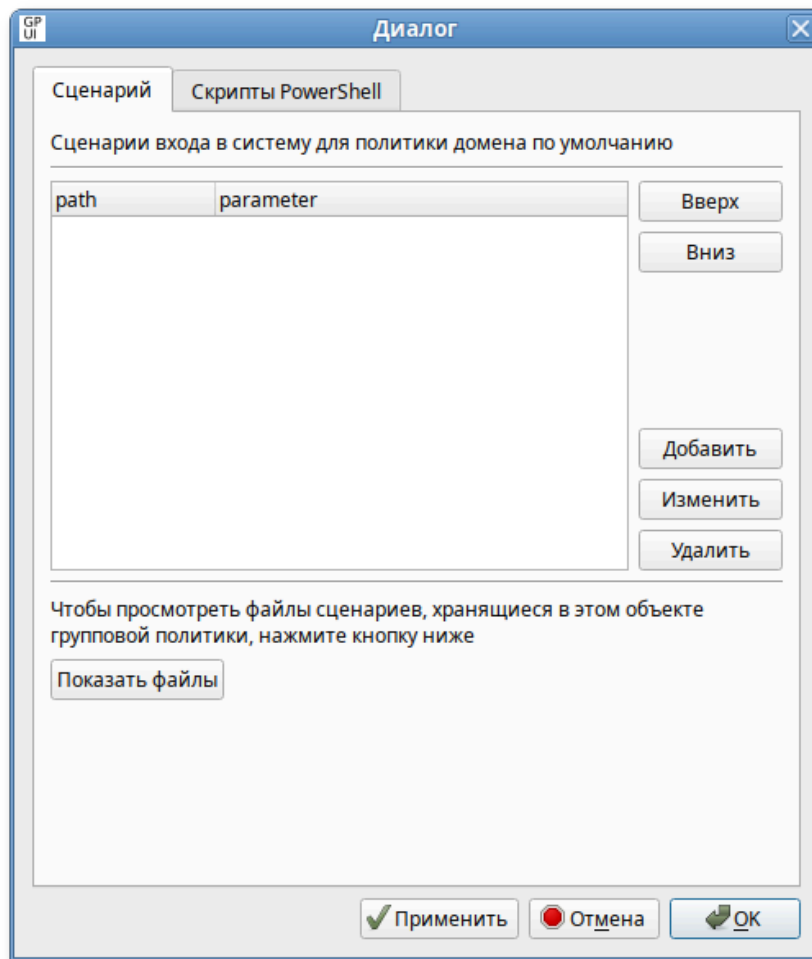 GP
UI
Диалог
Сценарий
Скрипты PowerShell
Сценарии входа в систему для политики домена по умолчанию
path
parameter
Вверх
Вниз
Добавить
Изменить
Удалить
Чтобы просмотреть файлы сценариев, хранящиеся в этом объекте
групповой политики, нажмите кнопку ниже
Показать файлы
Применить
Отмена
OK